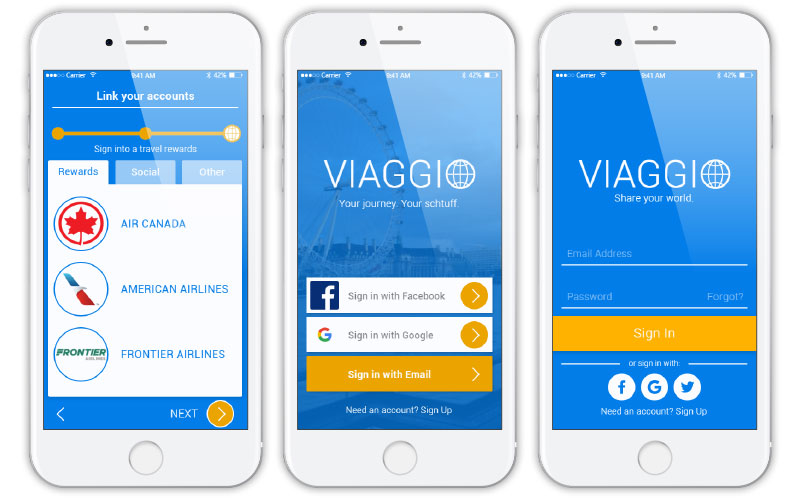 Carrier 9:41 AM 42%
Link your accounts
Sign into a travel rewards
Rewards Social Other
AIR CANADA
AMERICAN AIRLINES
FRONTIER
AIRLINES
FRONTIER AIRLINES
NEXT
Carrier 9:41 AM 42%
VIAGGIO
Your journey. Your schtuff.
f Sign in with Facebook
G Sign in with Google
Sign in with Email
Need an account? Sign Up
Carrier 9:41 AM 42%
VIAGGIO
Share your world.
Email Address
Password Forgot?
Sign In
or sign in with:
f G
Need an account? Sign Up